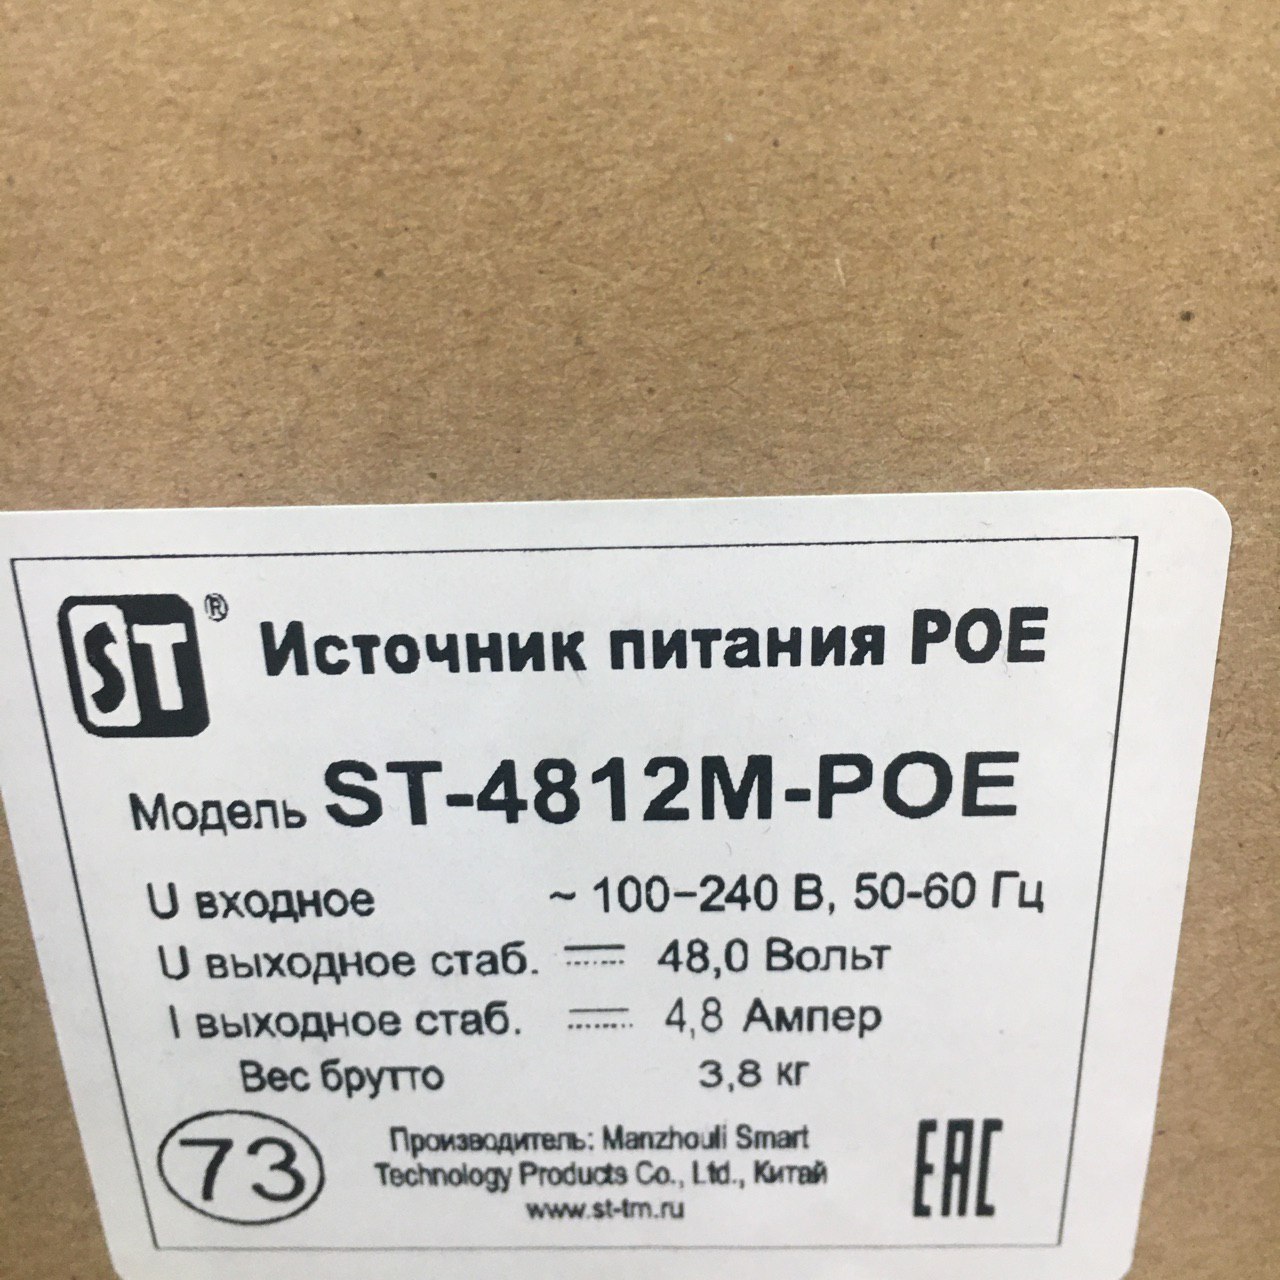 ST® Источник питания POE
Модель ST-4812M-POE
U входное ~ 100-240 В, 50-60 Гц
U выходное стаб. 48,0 Вольт
I выходное стаб. 4,8 Ампер
Вес брутто 3,8 кг
73
Производитель: Manzhouli Smart
Technology Products Co., Ltd., Китай
www.st-tm.ru
EAC